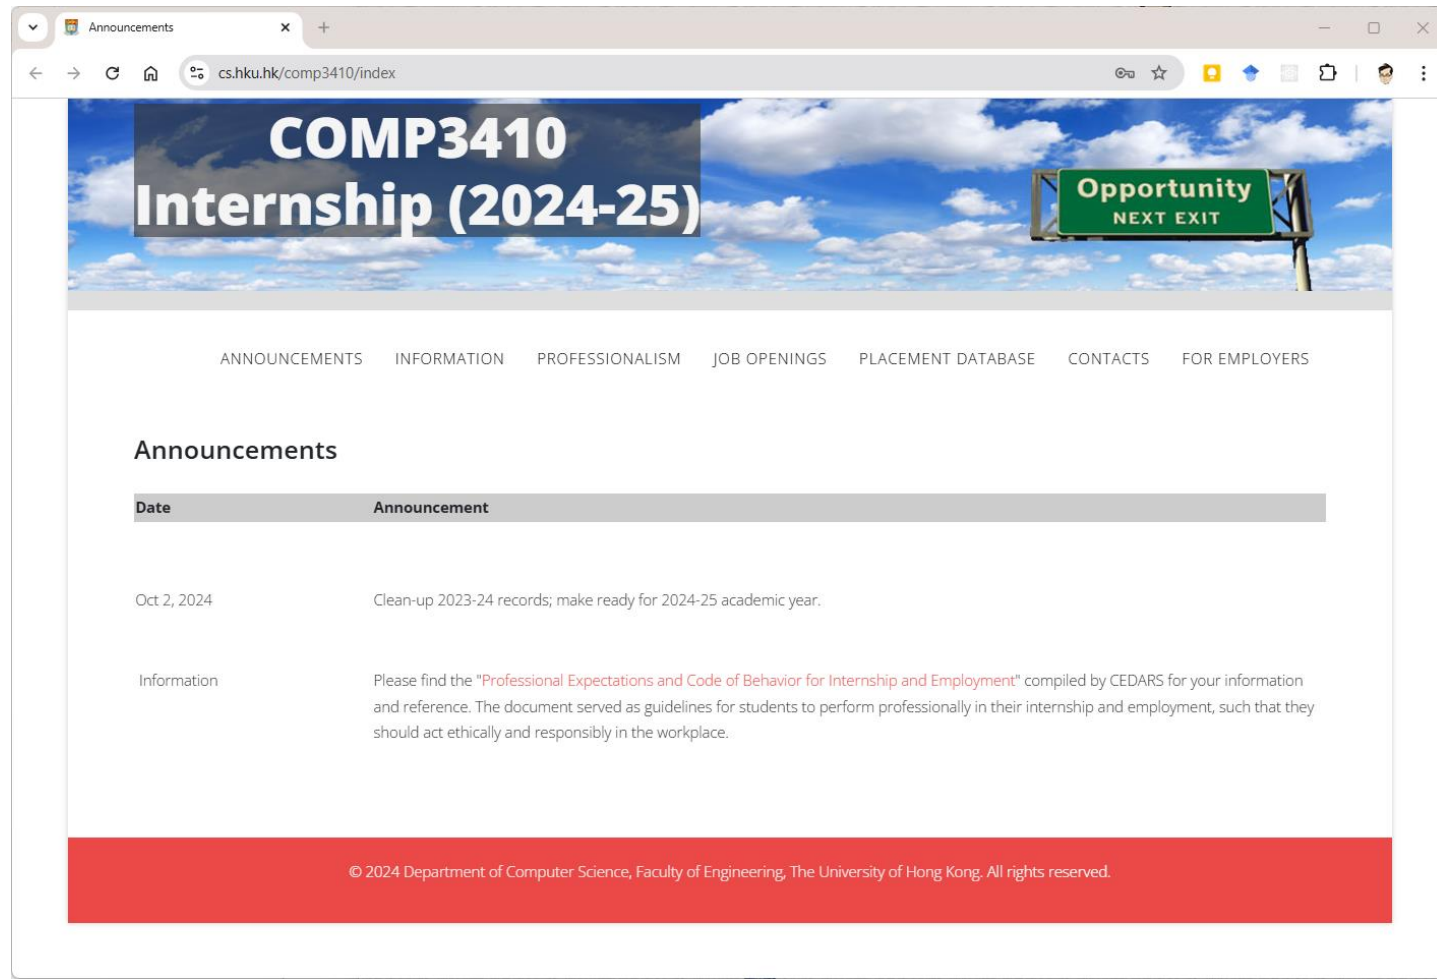 Announcements
cs.hku.hk/comp3410/index
COMP3410
Internship (2024-25)
Opportunity
NEXT EXIT
ANNOUNCEMENTS INFORMATION PROFESSIONALISM JOB OPENINGS PLACEMENT DATABASE CONTACTS FOR EMPLOYERS
Announcements
Date Announcement
Oct 2, 2024 Clean-up 2023-24 records; make ready for 2024-25 academic year.
Information Please find the "Professional Expectations and Code of Behavior for Internship and Employment" compiled by CEDARS for your information
and reference. The document served as guidelines for students to perform professionally in their internship and employment, such that they
should act ethically and responsibly in the workplace.
© 2024 Department of Computer Science, Faculty of Engineering, The University of Hong Kong. All rights reserved.